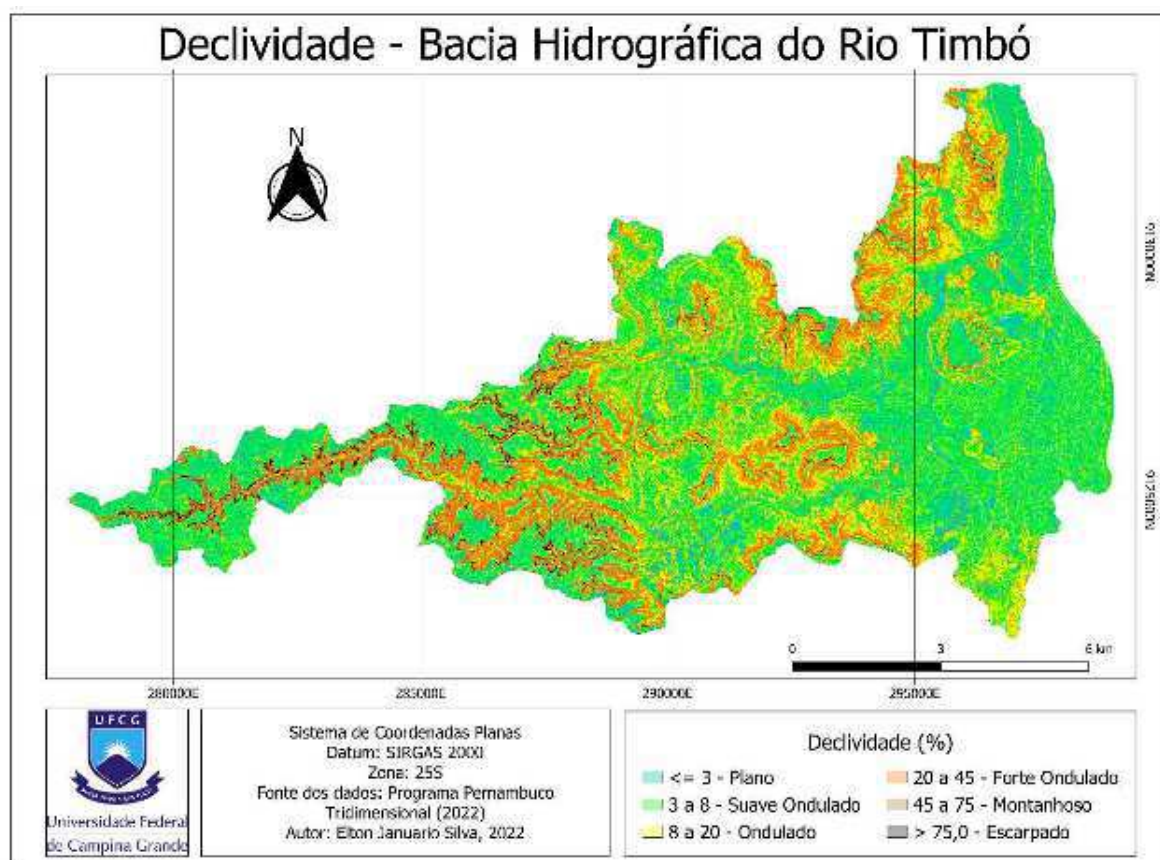 Declividade - Bacia Hidrográfica do Rio Timbó
N
9130000N
9125000N
0 3 6 km
280000E 285000E 290000E 295000E
UFCG
Universidade Federal
de Campina Grande
Sistema de Coordenadas Planas
Datum: SIRGAS 2000
Zona: 25S
Fonte dos dados: Programa Pernambuco
Tridimensional (2022)
Autor: Elton Januario Silva, 2022
Declividade (%)
<= 3 - Plano
3 a 8 - Suave Ondulado
8 a 20 - Ondulado
20 a 45 - Forte Ondulado
45 a 75 - Montanhoso
> 75,0 - Escarpado